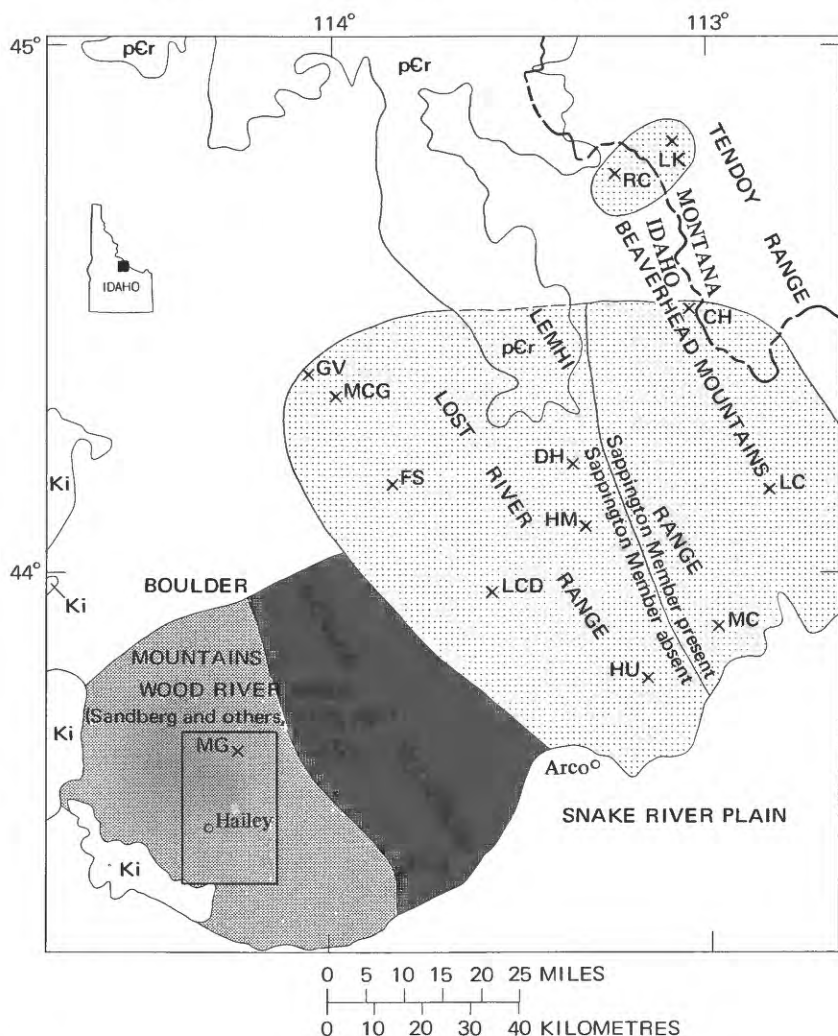 114° 113°
45°
p€r
p€r
TENDOY RANGE
LK
RC
MONTANA
IDAHO
BEAVERHEAD MOUNTAINS
IDAHO
CH
LEMHI RANGE
p€r
GV
MCG
LOST RIVER RANGE
DH
FS
LC
HM
Sappington Member present
Sappington Member absent
Ki
44°
BOULDER
LCD
Ki
MC
MOUNTAINS
HU
WOOD RIVER
(Sandberg and others,
Ki
MG
Arco
SNAKE RIVER PLAIN
Hailey
Ki
0 5 10 15 20 25 MILES
0 10 20 30 40 KILOMETRES